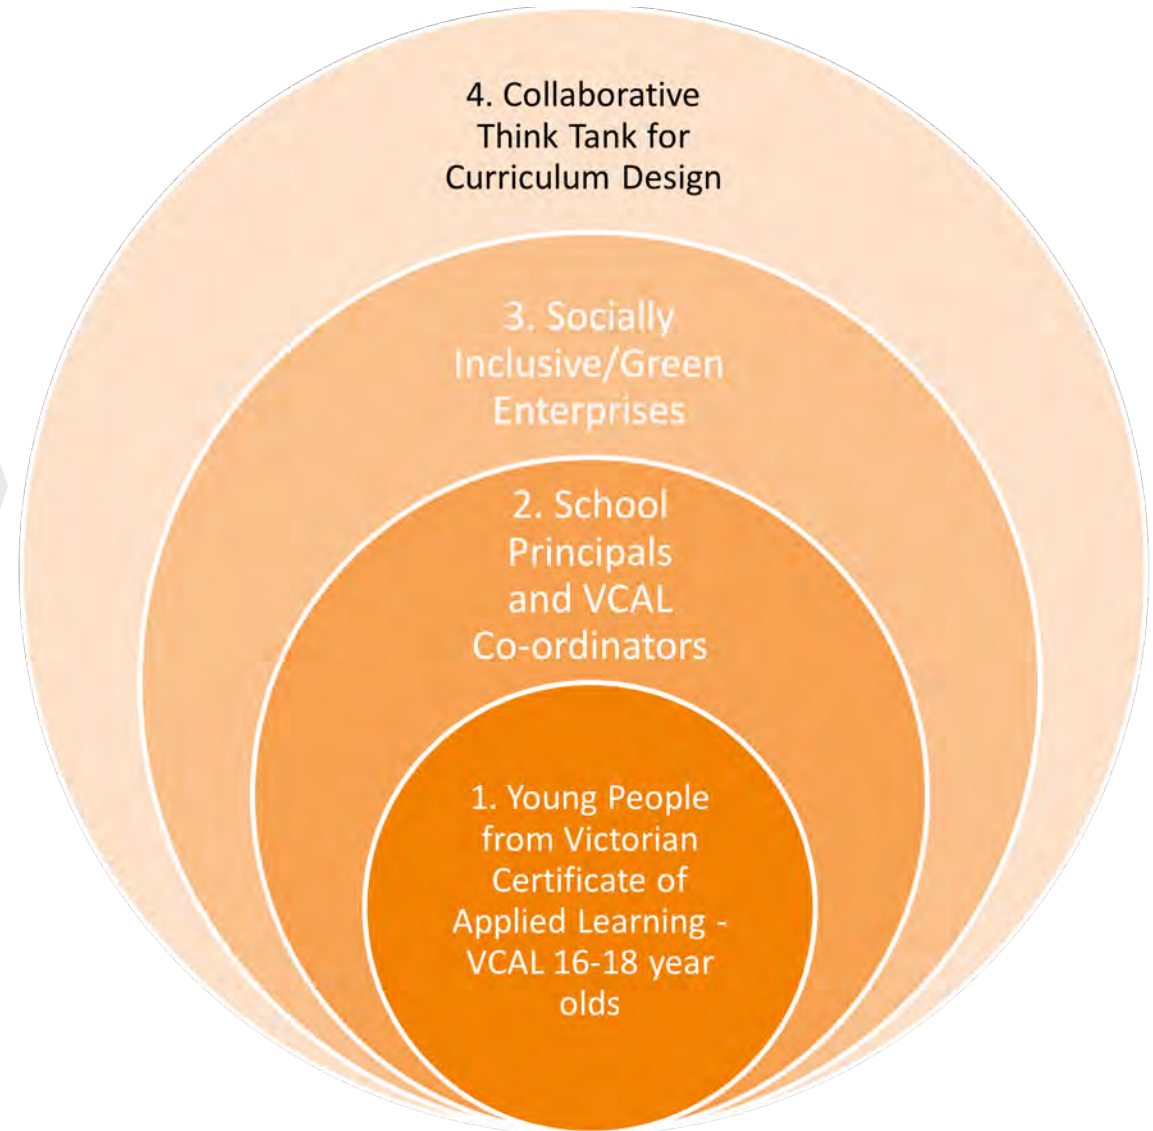 4. Collaborative
Think Tank for
Curriculum Design
3. Socially
Inclusive/Green
Enterprises
2. School
Principals
and VCAL
Co-ordinators
1. Young People
from Victorian
Certificate of
Applied Learning -
VCAL 16-18 year
olds